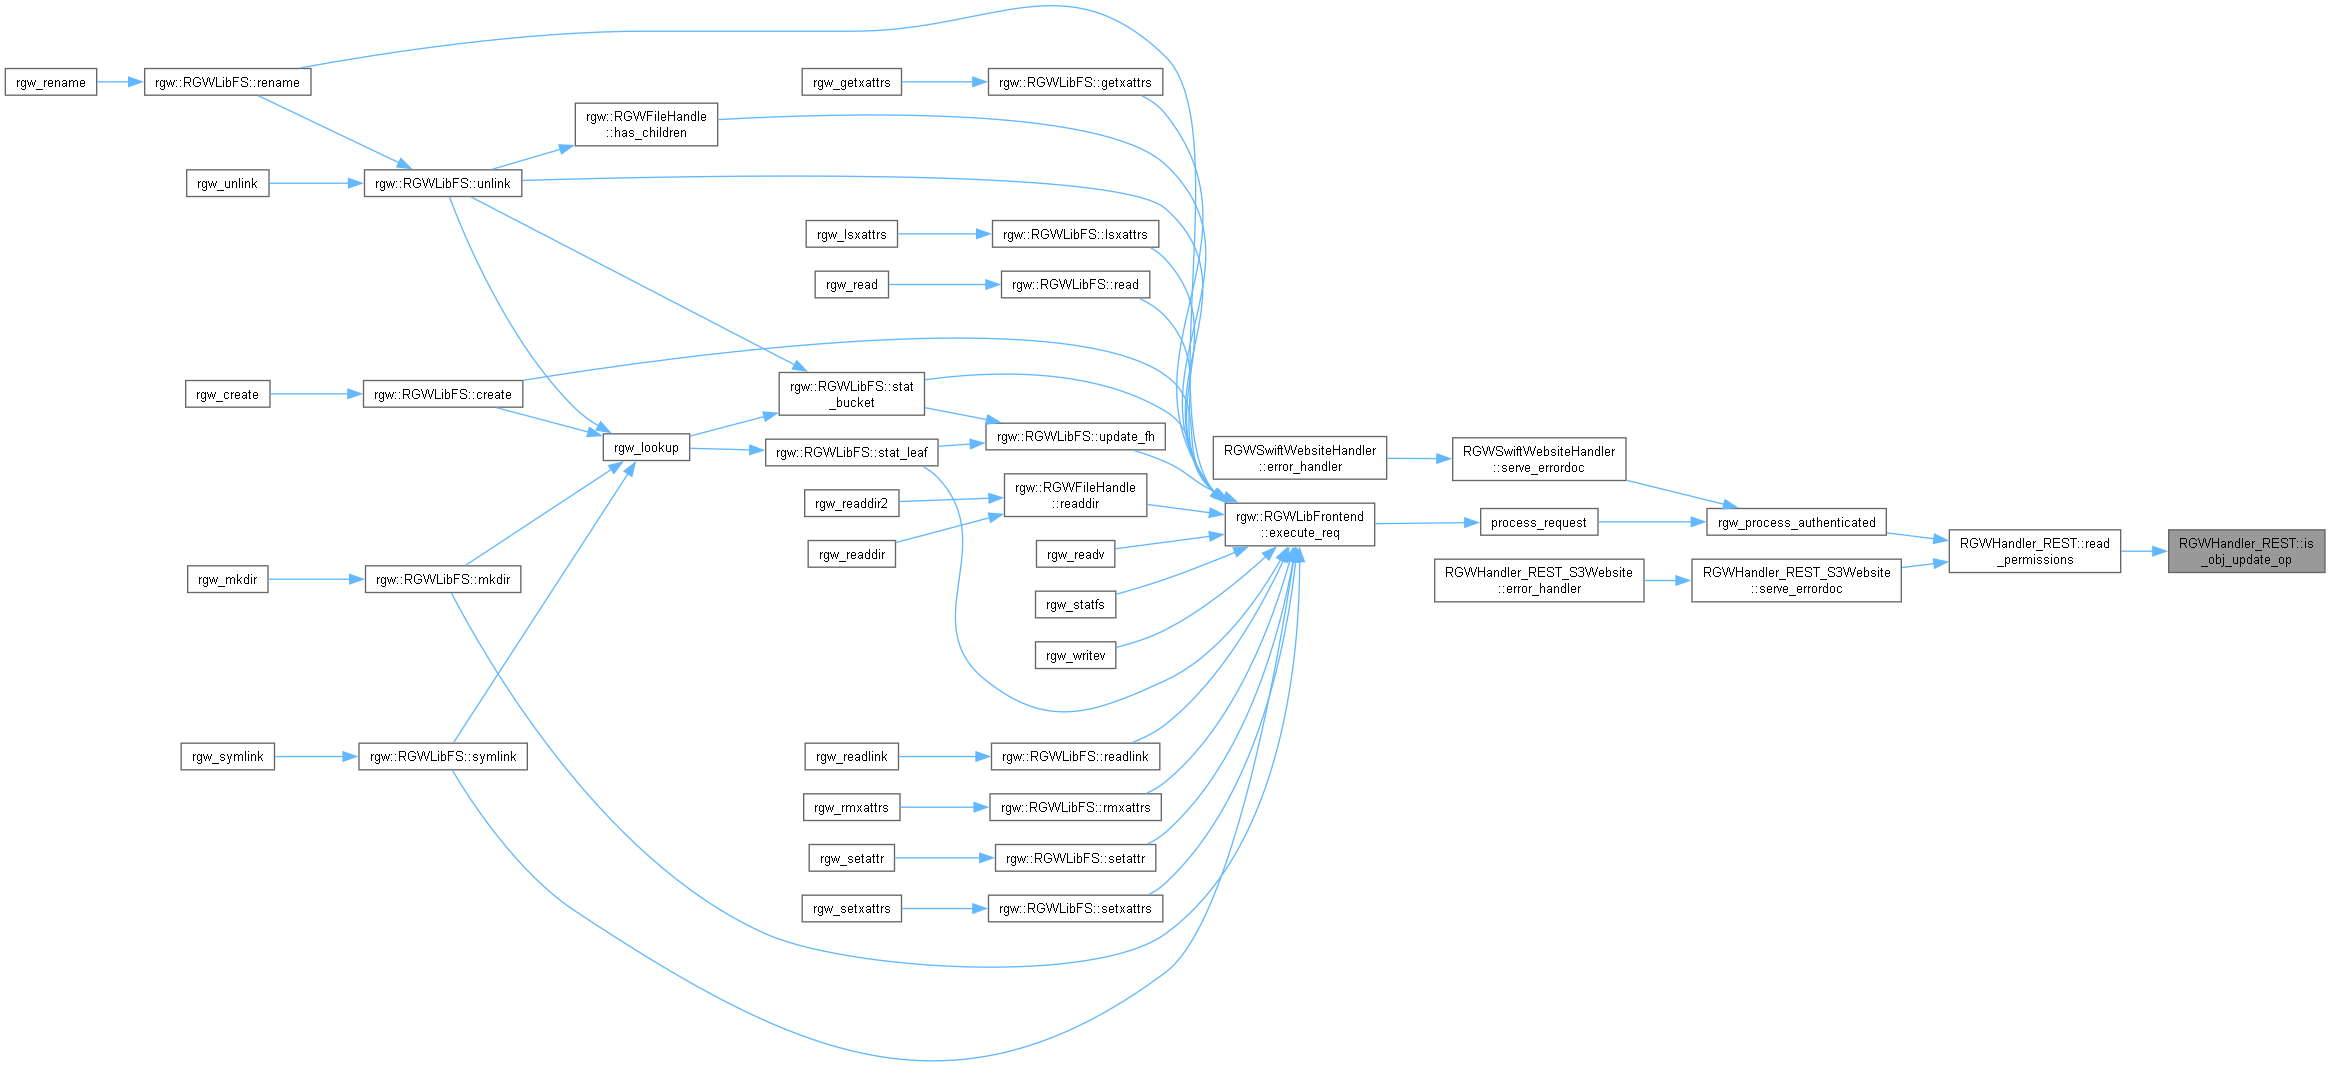 rgw_rename
rgw::RGWLibFS::rename
rgw_getxattrs
rgw::RGWLibFS::getxattrs
rgw::RGWFileHandle
::has_children
rgw_unlink
rgw::RGWLibFS::unlink
rgw_lsxattrs
rgw::RGWLibFS::lsxattrs
rgw_read
rgw::RGWLibFS::read
rgw_create
rgw::RGWLibFS::create
rgw::RGWLibFS::stat
_bucket
rgw_lookup
rgw::RGWLibFS::update_fh
rgw::RGWLibFS::stat_leaf
RGWSwiftWebsiteHandler
::error_handler
RGWSwiftWebsiteHandler
::serve_errordoc
rgw_readdir2
rgw::RGWFileHandle
::readdir
rgw_readdir
rgw::RGWLibFrontend
::execute_req
process_request
rgw_process_authenticated
RGWHandler_REST::read
_permissions
RGWHandler_REST::is
_obj_update_op
rgw_readv
rgw_mkdir
rgw::RGWLibFS::mkdir
RGWHandler_REST_S3Website
::error_handler
RGWHandler_REST_S3Website
::serve_errordoc
rgw_statfs
rgw_writev
rgw_symlink
rgw::RGWLibFS::symlink
rgw_readlink
rgw::RGWLibFS::readlink
rgw_rmxattrs
rgw::RGWLibFS::rmxattrs
rgw_setattr
rgw::RGWLibFS::setattr
rgw_setxattrs
rgw::RGWLibFS::setxattrs